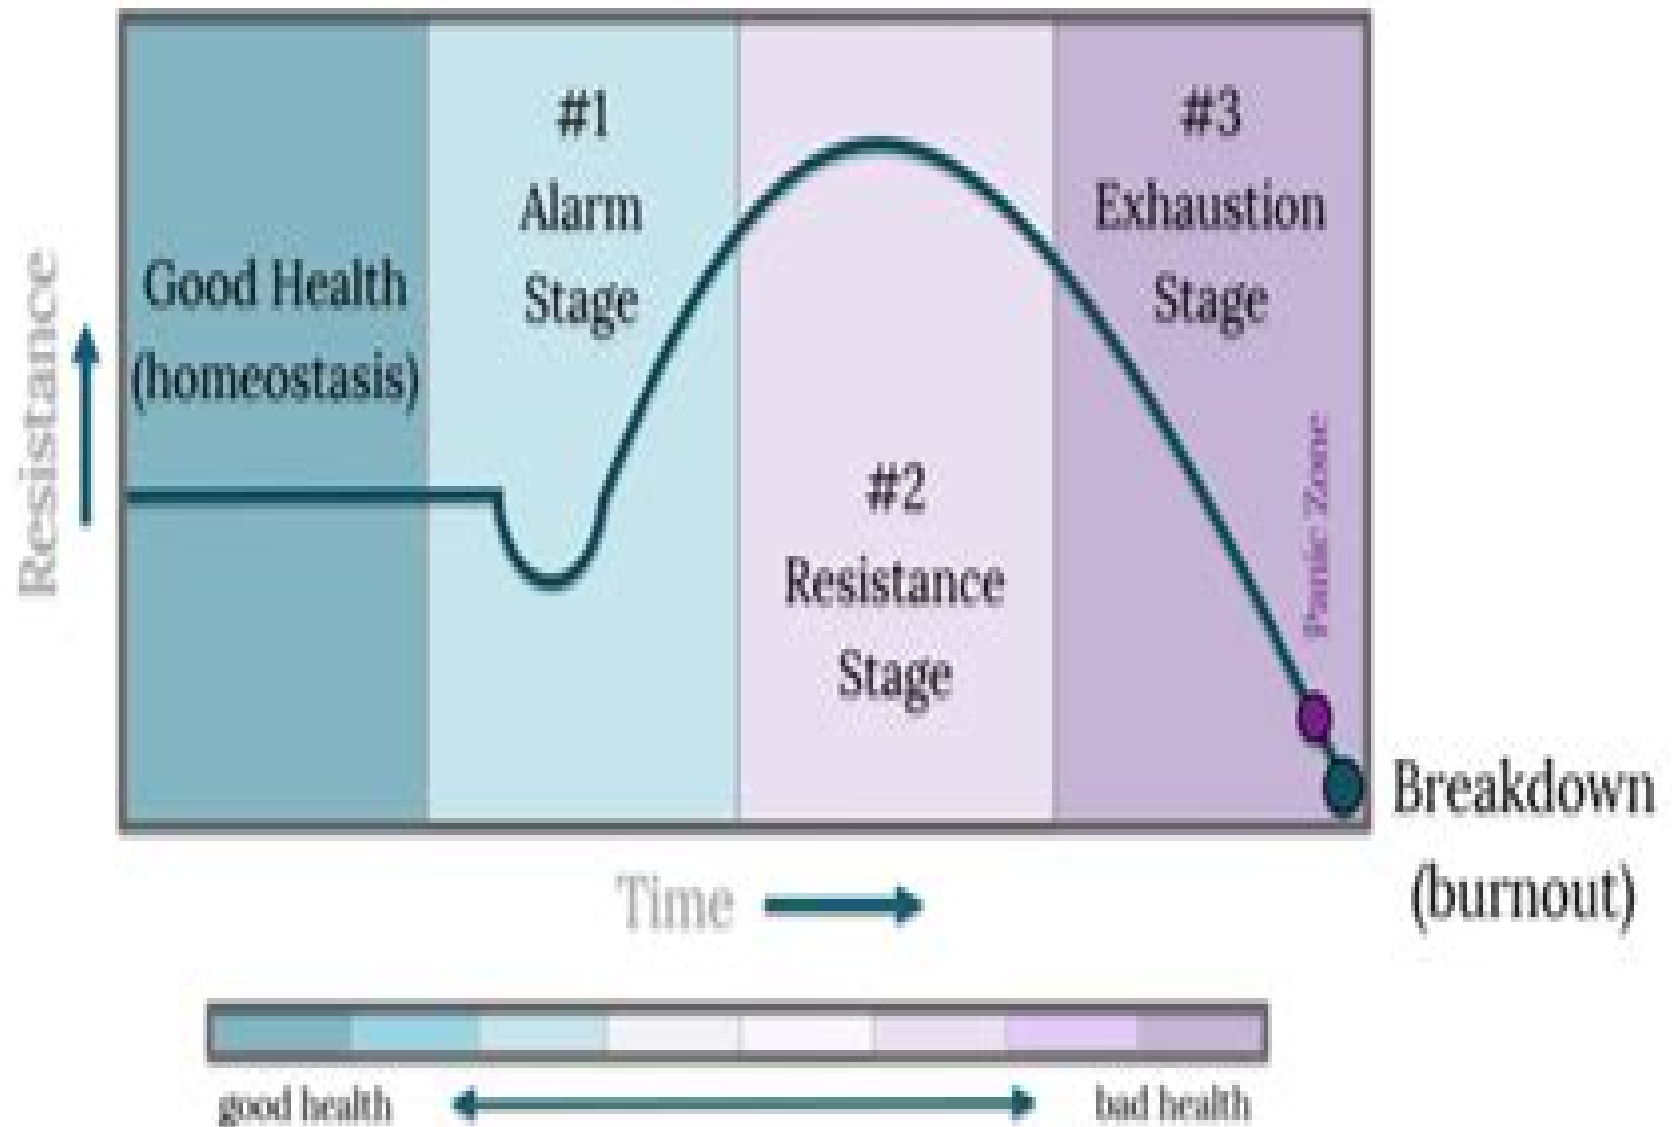 #1
Alarm
Stage
#3
Exhaustion
Stage
Good Health
(homeostasis)
Resistance
#2
Resistance
Stage
Panic Zone
Breakdown
(burnout)
Time
good health
bad health